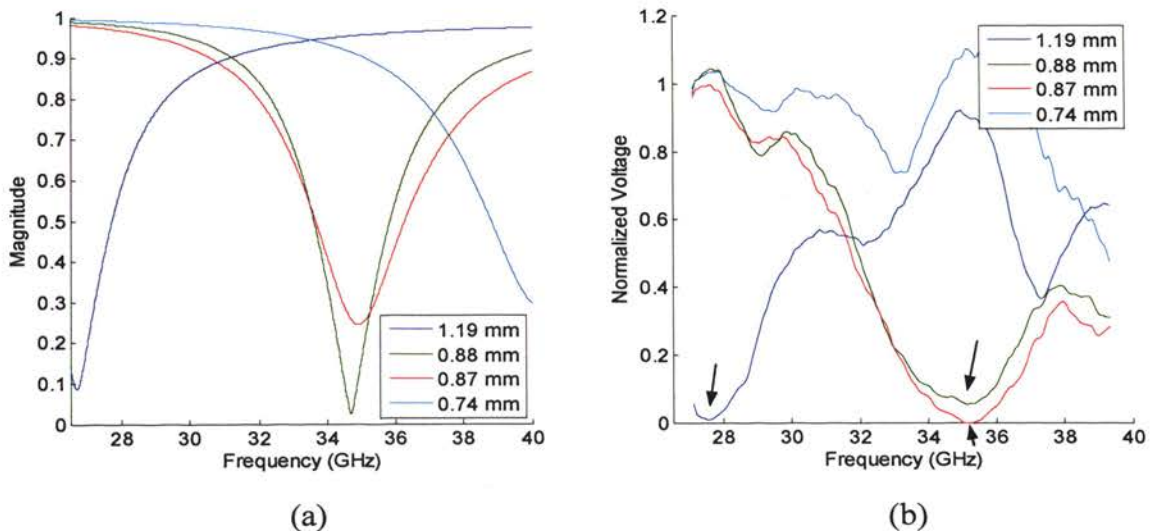 1
0.9
0.8
0.7
0.6
0.5
0.4
0.3
0.2
0.1
0
Magnitude
28 30 32 34 36 38 40
Frequency (GHz)
1.19 mm
0.88 mm
0.87 mm
0.74 mm
(a)
1.2
1
0.8
0.6
0.4
0.2
0
Normalized Voltage
28 30 32 34 36 38 40
Frequency (GHz)
1.19 mm
0.88 mm
0.87 mm
0.74 mm
(b)